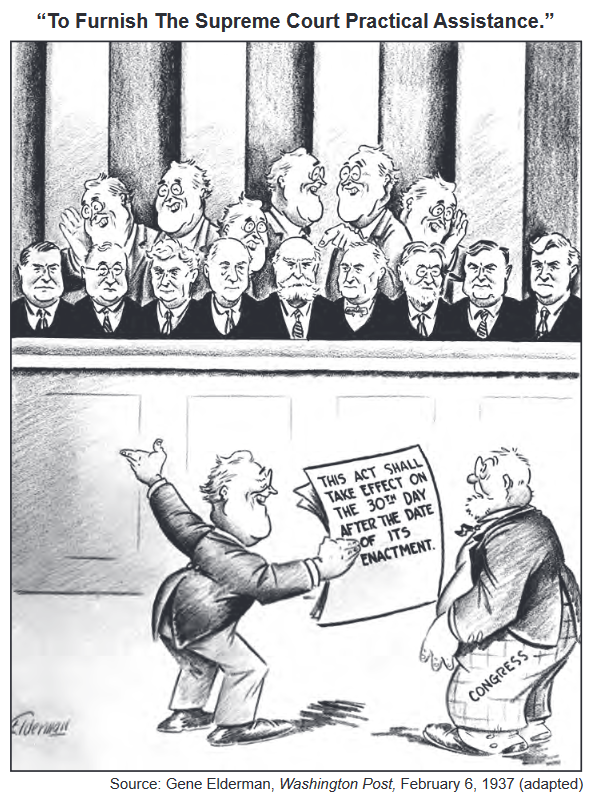 “To Furnish The Supreme Court Practical Assistance.”
THIS ACT SHALL
TAKE EFFECT ON
THE 30TH DAY
AFTER THE DATE
OF ITS
ENACTMENT.
CONGRESS
Elderman
Source: Gene Elderman, Washington Post, February 6, 1937 (adapted)